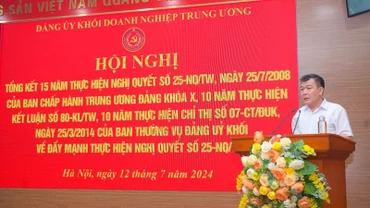 SẢN VIỆT NAM QUANG
ĐẢNG ỦY KHỐI DOANH NGHIỆP TRUNG ƯƠNG
HỘI NGHỊ
TỔNG KẾT 15 NĂM THỰC HIỆN NGHỊ QUYẾT SỐ 25-NQ/TW, NGÀY 25/7/2008
CỦA BAN CHẤP HÀNH TRUNG ƯƠNG ĐẢNG KHÓA X, 10 NĂM THỰC HIỆN
KẾT LUẬN SỐ 80-KL/TW, 10 NĂM THỰC HIỆN CHỈ THỊ SỐ 07-CT/ĐUK,
NGÀY 25/3/2014 CỦA BAN THƯỜNG VỤ ĐẢNG ỦY KHỐI
VỀ ĐẨY MẠNH THỰC HIỆN NGHỊ QUYẾT SỐ 25-NQ/
Hà Nội, ngày 12 tháng 7 năm 2024